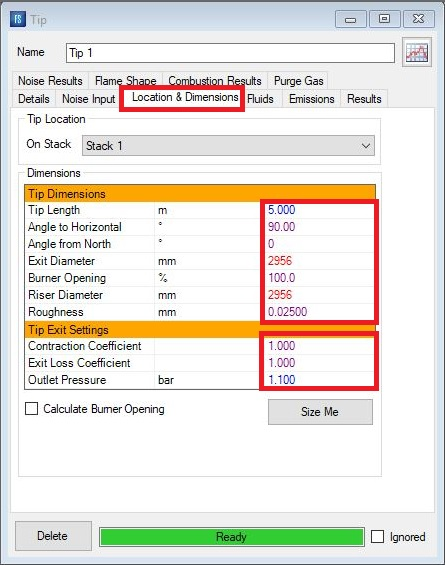 FS Tip
Name Tip 1
Noise Results Flame Shape Combustion Results Purge Gas
Details Noise Input Location & Dimensions Fluids Emissions Results
Tip Location
On Stack Stack 1
Dimensions
Tip Dimensions
Tip Length m 5.000
Angle to Horizontal ° 90.00
Angle from North ° 0
Exit Diameter mm 2956
Burner Opening % 100.0
Riser Diameter mm 2956
Roughness mm 0.02500
Tip Exit Settings
Contraction Coefficient 1.000
Exit Loss Coefficient 1.000
Outlet Pressure bar 1.100
Calculate Burner Opening Size Me
Delete Ready Ignored